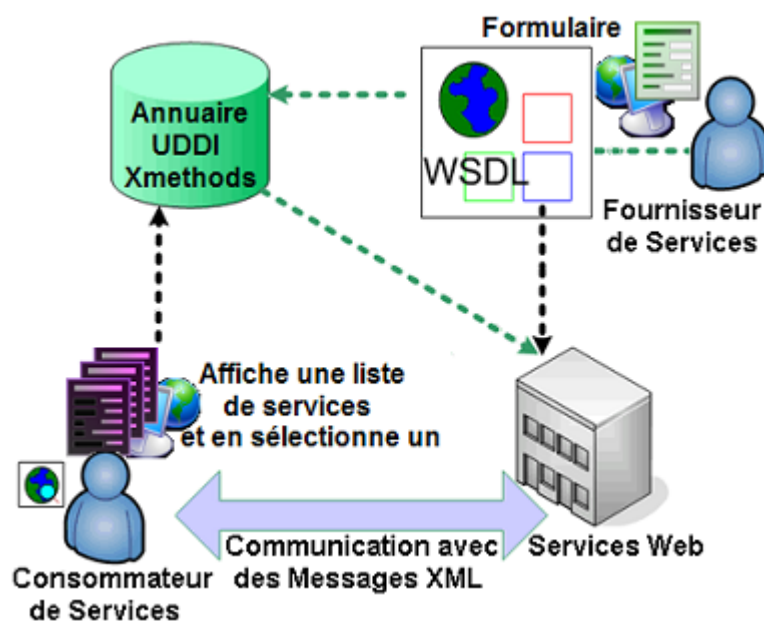 Formulaire
Annuaire
UDDI
Xmethods
WSDL
Fournisseur
de Services
Affiche une liste
de services
et en sélectionne un
Communication avec
des Messages XML
Services Web
Consommateur
de Services